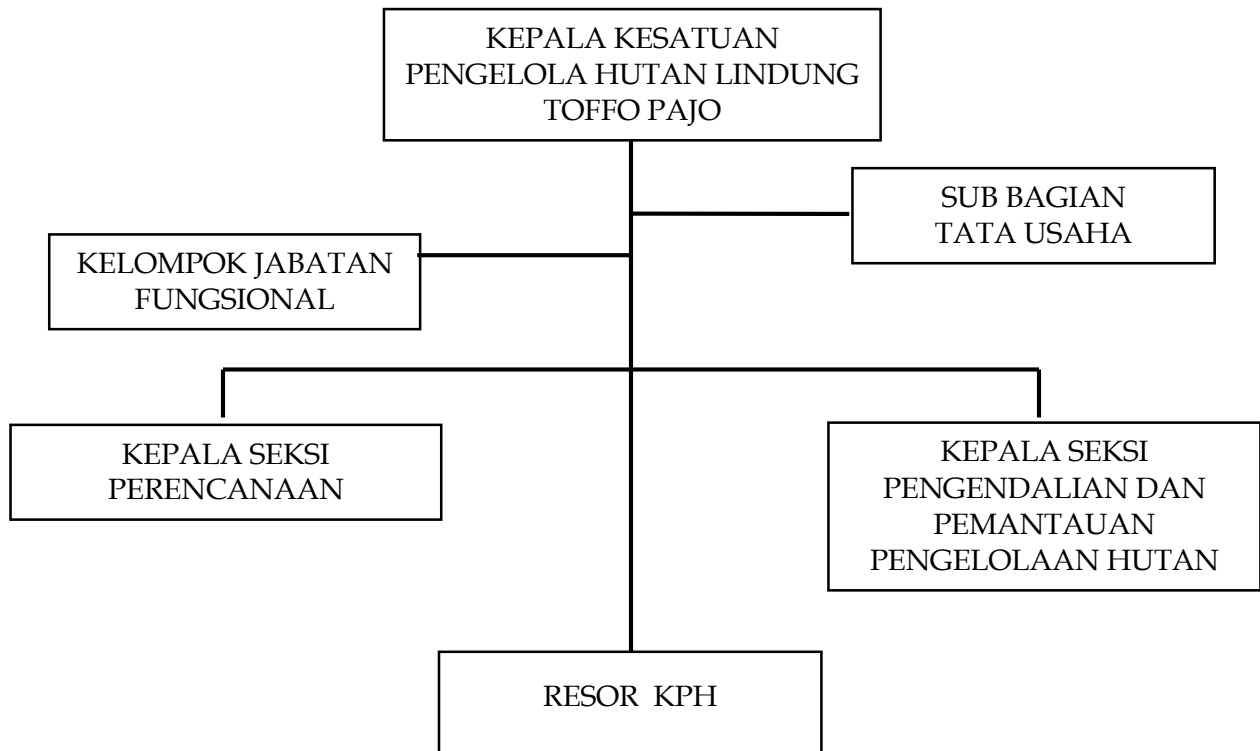 KEPALA KESATUAN
PENGELOLA HUTAN LINDUNG
TOFFO PAJO
SUB BAGIAN
TATA USAHA
KELOMPOK JABATAN
FUNGSIONAL
KEPALA SEKSI
PERENCANAAN
KEPALA SEKSI
PENGENDALIAN DAN
PEMANTAUAN
PENGELOLAAN HUTAN
RESOR KPH